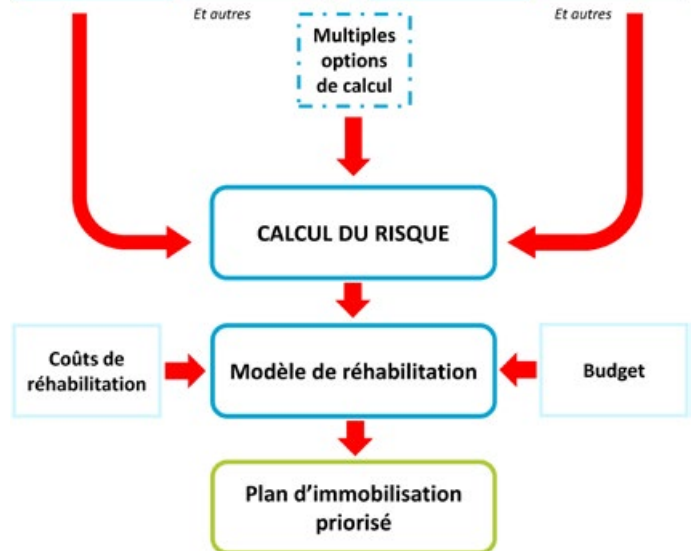 Et autres
Et autres
Multiples
options
de calcul
CALCUL DU RISQUE
Coûts de
réhabilitation
Modèle de réhabilitation
Budget
Plan d’immobilisation
priorisé